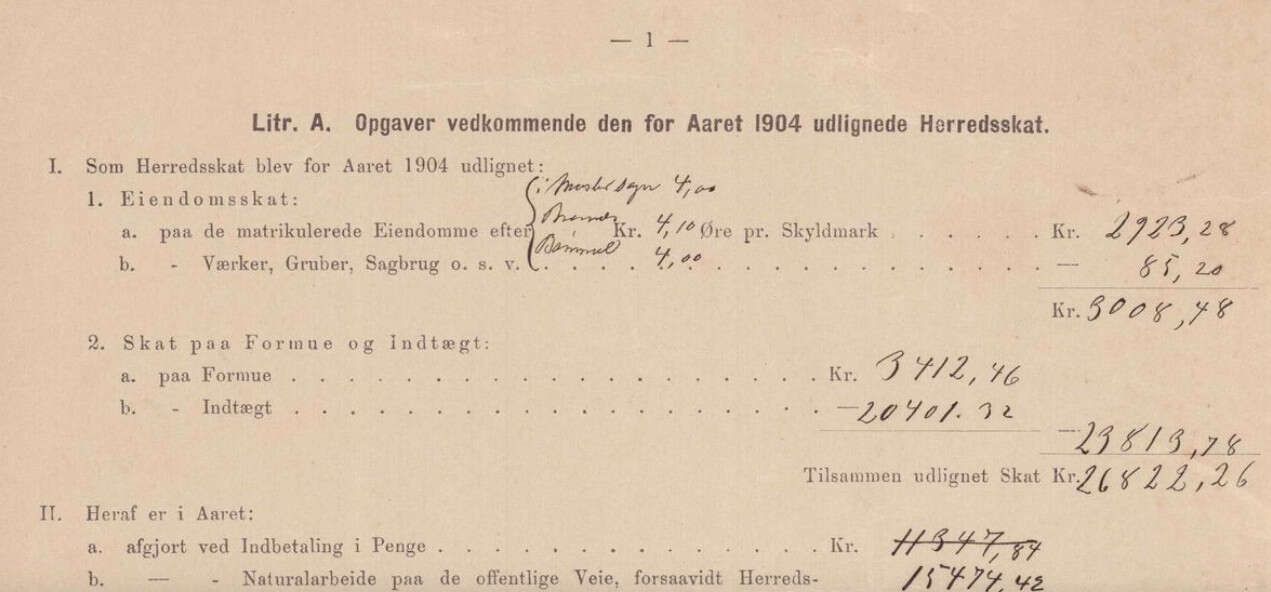 — 1 —
Litr. A. Opgaver vedkommende den for Aaret 1904 udlignede Herredsskat.
I. Som Herredsskat blev for Aaret 1904 udlignet:
1. Eiendomsskat: i 4,00
a. paa de matrikulerede Eiendomme efter Kr. 4,10 Øre pr. Skyldmark . . . . . Kr. 2923,28
b. - Værker, Gruber, Sagbrug o. s. v. Bømmel 4,00 . . . . . — 85,20
Kr. 3008,48
2. Skat paa Formue og Indtægt:
a. paa Formue . . . . . Kr. 3412,46
b. - Indtægt . . . . . — 20401.32
— 23813,78
Tilsammen udlignet Skat Kr. 26822,26
II. Heraf er i Aaret:
a. afgjort ved Indbetaling i Penge . . . . . Kr. 11347,84
b. — - Naturalarbeide paa de offentlige Veie, forsaavidt Herreds- 15474,42